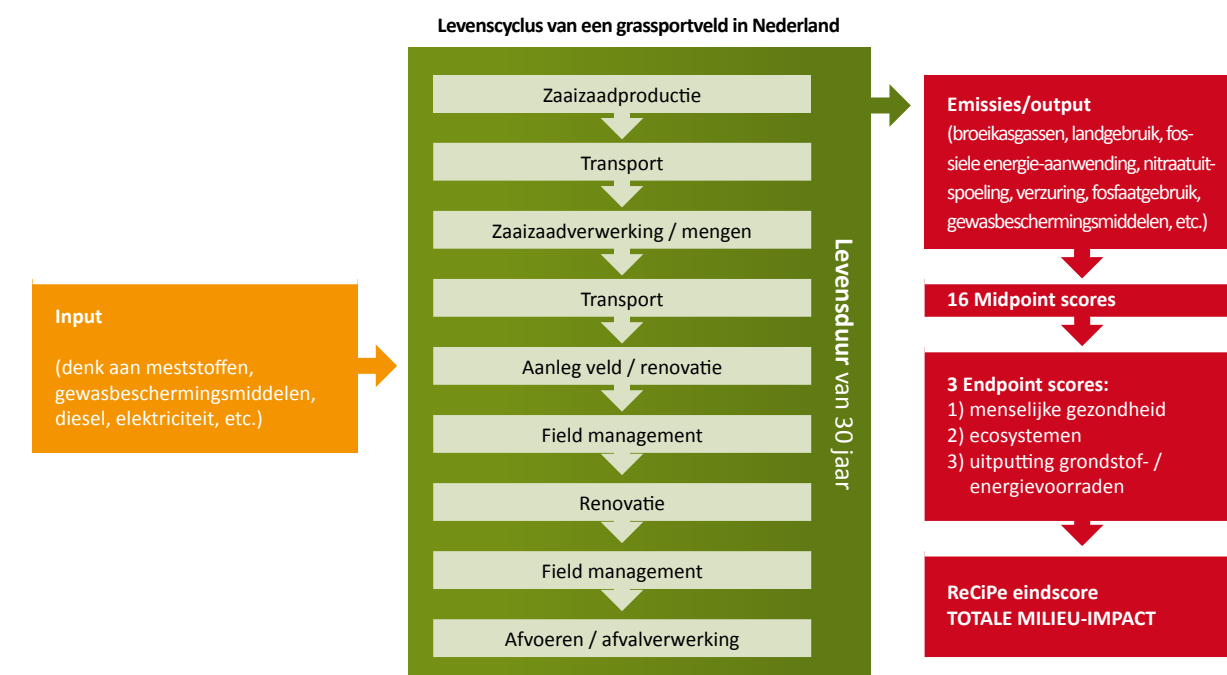 Levenscyclus van een grassportveld in Nederland
Input
(denk aan meststoffen,
gewasbeschermingsmiddelen,
diesel, elektriciteit, etc.)
Zaaizaadproductie
Transport
Zaaizaadverwerking / mengen
Transport
Aanleg veld / renovatie
Field management
Renovatie
Field management
Afvoeren / afvalverwerking
Levensduur van 30 jaar
Emissies/output
(broeikasgassen, landgebruik, fos-
siele energie-aanwending, nitraatuit-
spoeling, verzuring, fosfaatgebruik,
gewasbeschermingsmiddelen, etc.)
16 Midpoint scores
3 Endpoint scores:
1) menselijke gezondheid
2) ecosystemen
3) uitputting grondstof- /
energievoorraden
ReCiPe eindscore
TOTALE MILIEU-IMPACT